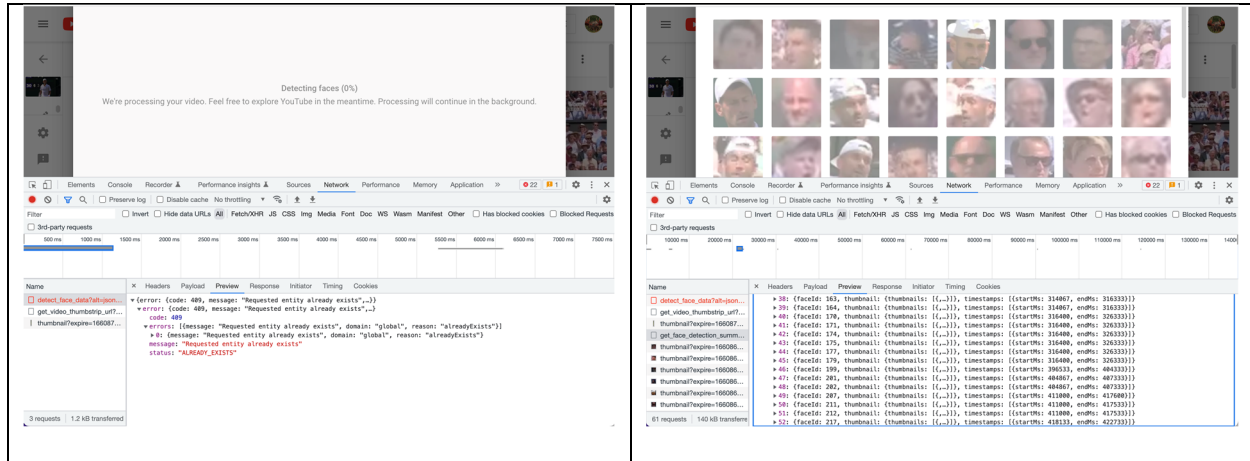 Detecting faces (0%)
We're processing your video. Feel free to explore YouTube in the meantime. Processing will continue in the background.
Elements Console Recorder Performance insights Sources Network Performance Memory Application » 22 1
Preserve log Disable cache No throttling
Filter Invert Hide data URLs All Fetch/XHR JS CSS Img Media Font Doc WS Wasm Manifest Other Has blocked cookies Blocked Requests
3rd-party requests
500 ms 1000 ms 1500 ms 2000 ms 2500 ms 3000 ms 3500 ms 4000 ms 4500 ms 5000 ms 5500 ms 6000 ms 6500 ms 7000 ms 7500 ms
Name × Headers Payload Preview Response Initiator Timing Cookies
detect_face_data?alt=json... ▼{error: {code: 409, message: "Requested entity already exists",…}}
get_video_thumbstrip_url?... ▼error: {code: 409, message: "Requested entity already exists",…}
code: 409
thumbnail?expire=166087... ▼errors: [{message: "Requested entity already exists", domain: "global", reason: "alreadyExists"}]
▶0: {message: "Requested entity already exists", domain: "global", reason: "alreadyExists"}
message: "Requested entity already exists"
status: "ALREADY_EXISTS"
3 requests 1.2 kB transferred
Elements Console Recorder Performance insights Sources Network Performance Memory Application » 22 1
Preserve log Disable cache No throttling
Filter Invert Hide data URLs All Fetch/XHR JS CSS Img Media Font Doc WS Wasm Manifest Other Has blocked cookies Blocked Requests
3rd-party requests
10000 ms 20000 ms 30000 ms 40000 ms 50000 ms 60000 ms 70000 ms 80000 ms 90000 ms 100000 ms 110000 ms 120000 ms 130000 ms 1400
Name × Headers Payload Preview Response Initiator Timing Cookies
detect_face_data?alt=json...
get_video_thumbstrip_url?...
thumbnail?expire=166087...
get_face_detection_summ...
thumbnail?expire=166086...
thumbnail?expire=166086...
thumbnail?expire=166086...
thumbnail?expire=166086...
thumbnail?expire=166086...
▶38: {faceId: 163, thumbnail: {thumbnails: [{,…}]}, timestamps: [{startMs: 314067, endMs: 316333}]}
▶39: {faceId: 164, thumbnail: {thumbnails: [{,…}]}, timestamps: [{startMs: 314067, endMs: 316333}]}
▶40: {faceId: 170, thumbnail: {thumbnails: [{,…}]}, timestamps: [{startMs: 316400, endMs: 326333}]}
▶41: {faceId: 171, thumbnail: {thumbnails: [{,…}]}, timestamps: [{startMs: 316400, endMs: 326333}]}
▶42: {faceId: 174, thumbnail: {thumbnails: [{,…}]}, timestamps: [{startMs: 316400, endMs: 326333}]}
▶43: {faceId: 175, thumbnail: {thumbnails: [{,…}]}, timestamps: [{startMs: 316400, endMs: 326333}]}
▶44: {faceId: 177, thumbnail: {thumbnails: [{,…}]}, timestamps: [{startMs: 316400, endMs: 326333}]}
▶45: {faceId: 179, thumbnail: {thumbnails: [{,…}]}, timestamps: [{startMs: 316400, endMs: 326333}]}
▶46: {faceId: 199, thumbnail: {thumbnails: [{,…}]}, timestamps: [{startMs: 396533, endMs: 404333}]}
▶47: {faceId: 201, thumbnail: {thumbnails: [{,…}]}, timestamps: [{startMs: 404867, endMs: 407333}]}
▶48: {faceId: 202, thumbnail: {thumbnails: [{,…}]}, timestamps: [{startMs: 404867, endMs: 407333}]}
▶49: {faceId: 207, thumbnail: {thumbnails: [{,…}]}, timestamps: [{startMs: 411000, endMs: 417600}]}
▶50: {faceId: 211, thumbnail: {thumbnails: [{,…}]}, timestamps: [{startMs: 411000, endMs: 417533}]}
▶51: {faceId: 212, thumbnail: {thumbnails: [{,…}]}, timestamps: [{startMs: 411000, endMs: 417533}]}
▶52: {faceId: 217, thumbnail: {thumbnails: [{,…}]}, timestamps: [{startMs: 418133, endMs: 422733}]}
61 requests 140 kB transferre